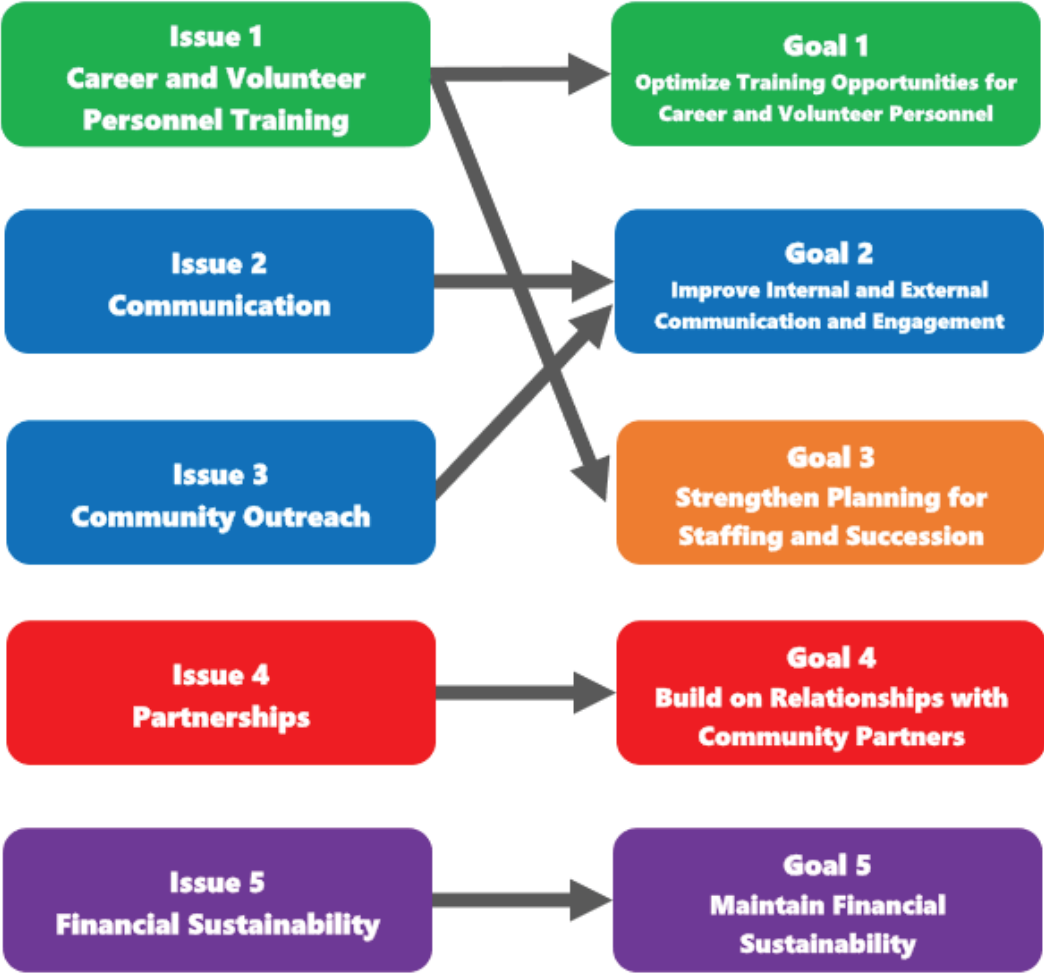 Issue 1
Career and Volunteer
Personnel Training
Goal 1
Optimize Training Opportunities for
Career and Volunteer Personnel
Issue 2
Communication
Goal 2
Improve Internal and External
Communication and Engagement
Issue 3
Community Outreach
Goal 3
Strengthen Planning for
Staffing and Succession
Issue 4
Partnerships
Goal 4
Build on Relationships with
Community Partners
Issue 5
Financial Sustainability
Goal 5
Maintain Financial
Sustainability